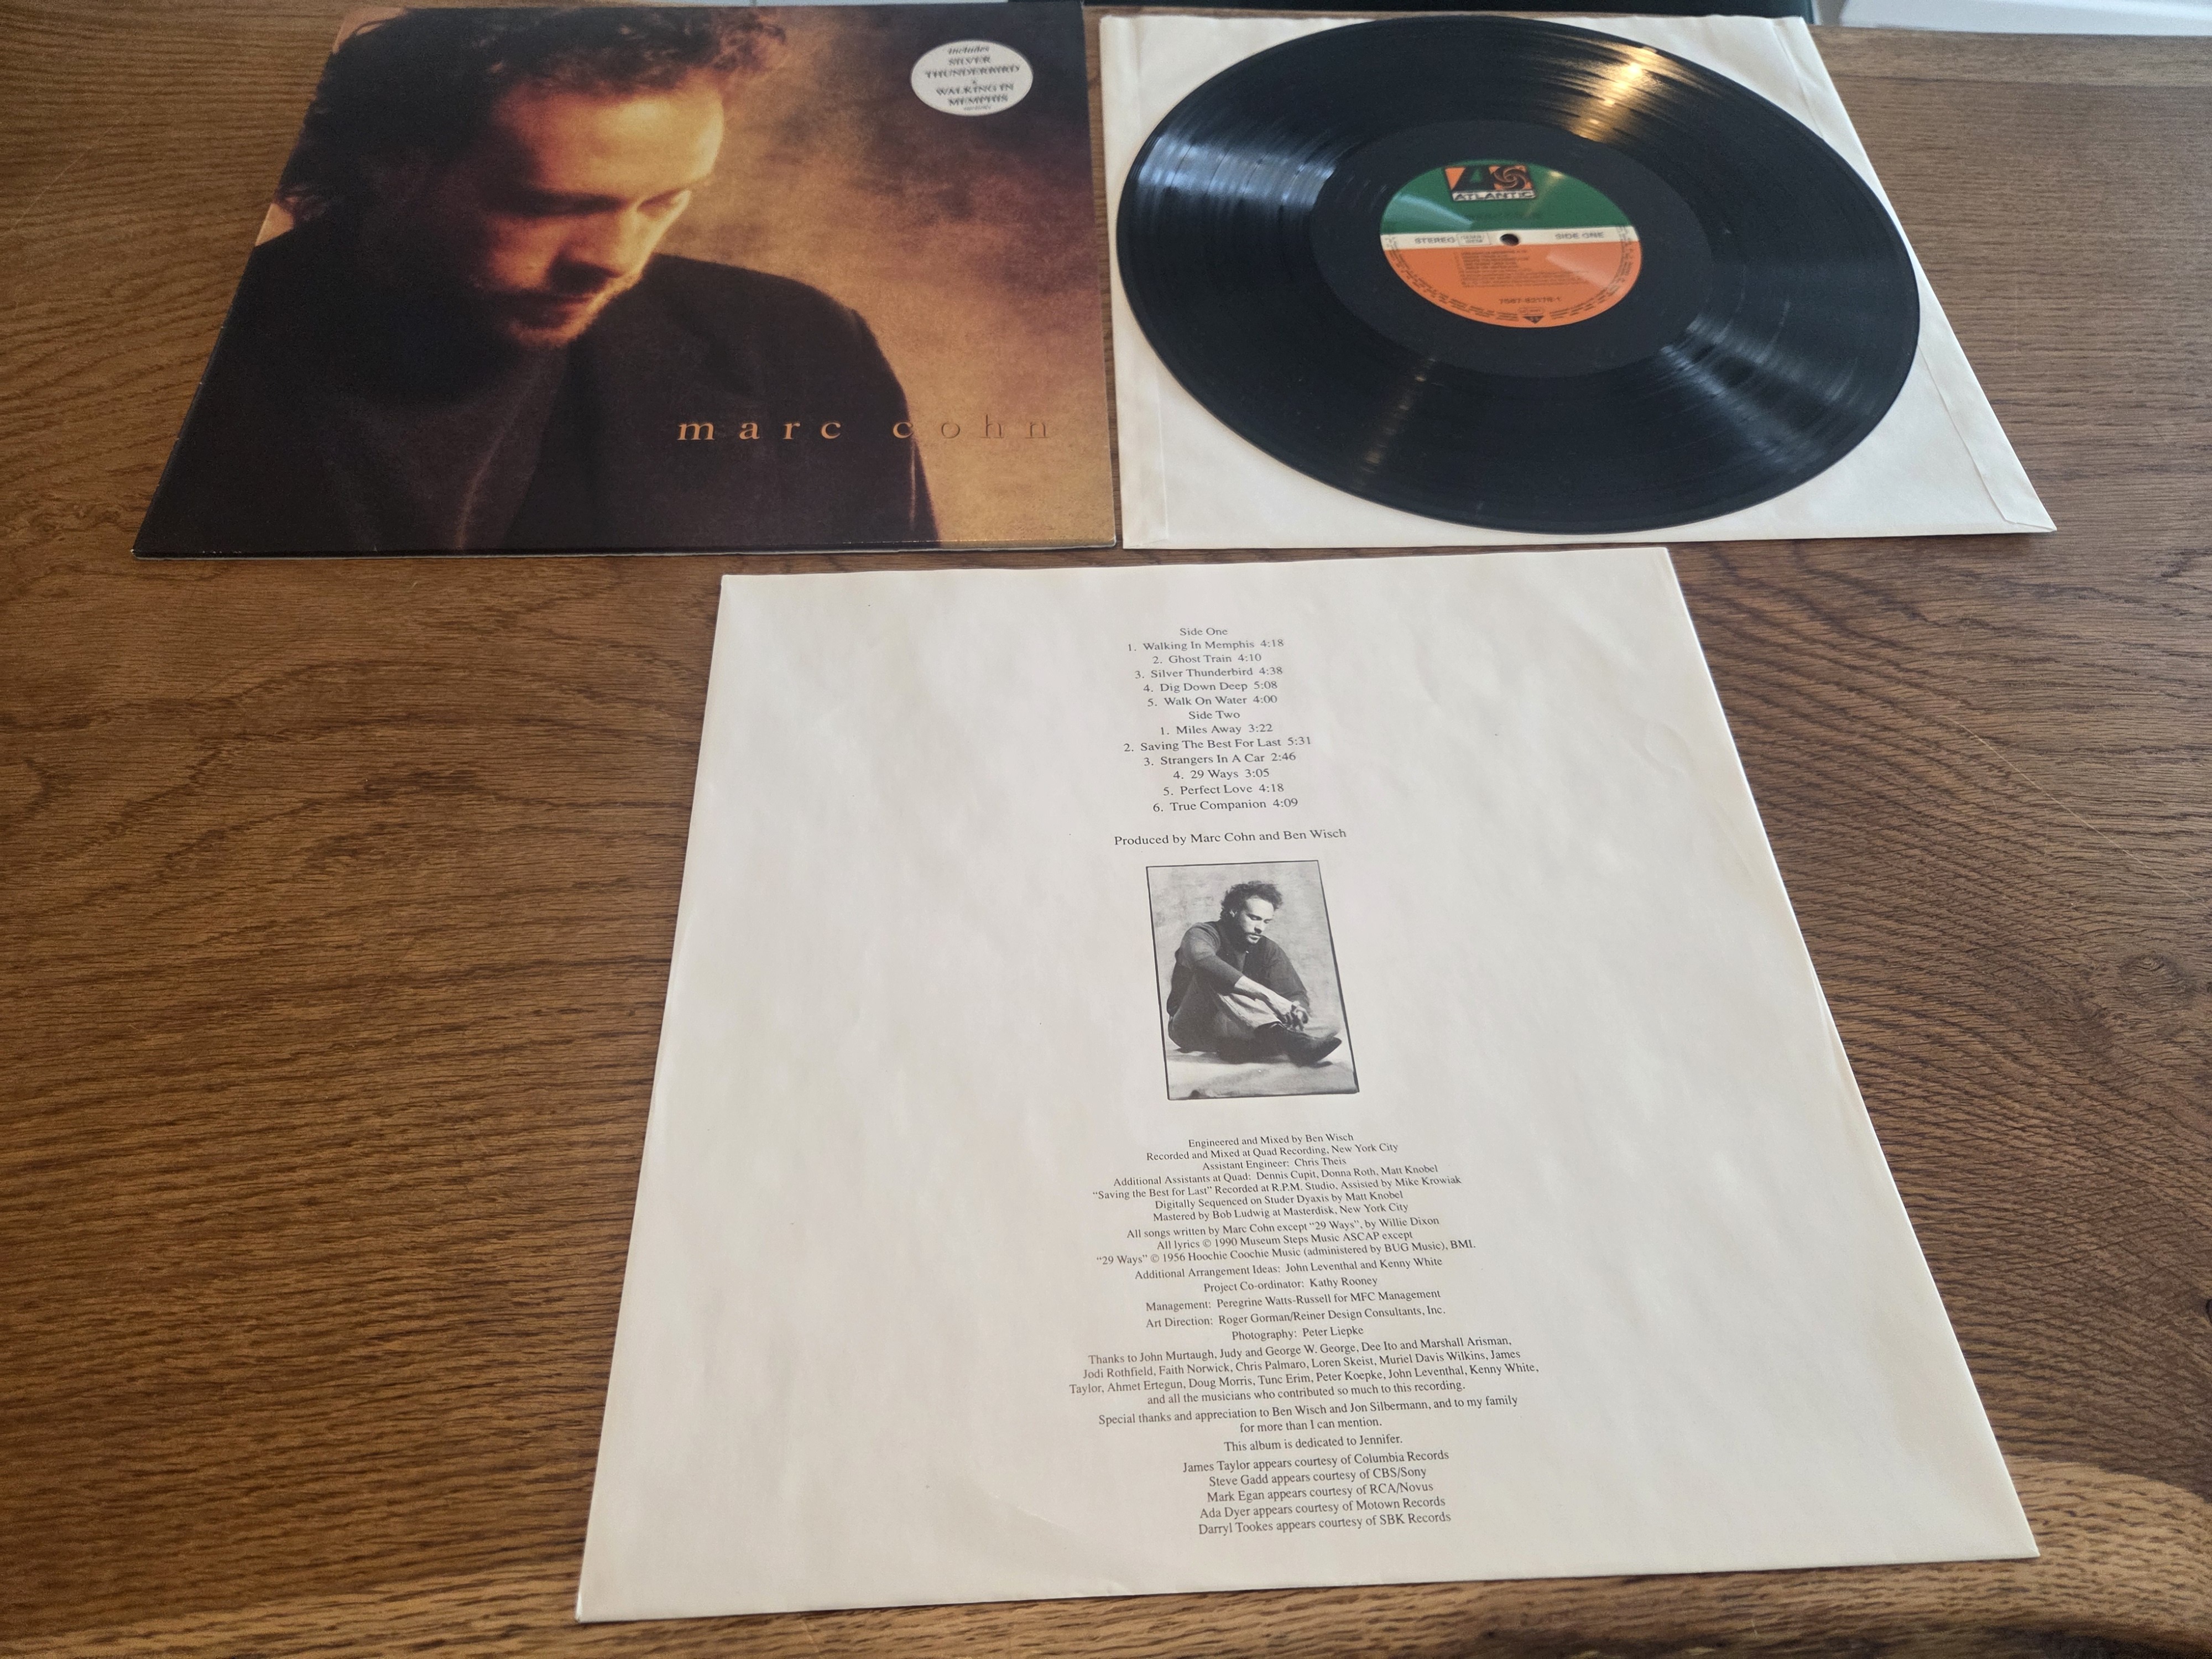 includes
SILVER
THUNDERBIRD
&
WALKING IN
MEMPHIS
marc cohn
ATLANTIC
STEREO
SIDE ONE
7567-82178-1
Side One
1. Walking In Memphis 4:18
2. Ghost Train 4:10
3. Silver Thunderbird 4:38
4. Dig Down Deep 5:08
5. Walk On Water 4:00
Side Two
1. Miles Away 3:22
2. Saving The Best For Last 5:31
3. Strangers In A Car 2:46
4. 29 Ways 3:05
5. Perfect Love 4:18
6. True Companion 4:09
Produced by Marc Cohn and Ben Wisch
Engineered and Mixed by Ben Wisch
Recorded and Mixed at Quad Recording, New York City
Assistant Engineer: Chris Theis
Additional Assistants at Quad: Dennis Cupit, Donna Roth, Matt Knobel
“Saving the Best for Last” Recorded at R.P.M. Studio, Assisted by Mike Krowiak
Digitally Sequenced on Studer Dyaxis by Matt Knobel
Mastered by Bob Ludwig at Masterdisk, New York City
All songs written by Marc Cohn except “29 Ways”, by Willie Dixon
All lyrics © 1990 Museum Steps Music ASCAP except
“29 Ways” © 1956 Hoochie Coochie Music (administered by BUG Music), BMI.
Additional Arrangement Ideas: John Leventhal and Kenny White
Project Co-ordinator: Kathy Rooney
Management: Peregrine Watts-Russell for MFC Management
Art Direction: Roger Gorman/Reiner Design Consultants, Inc.
Photography: Peter Liepke
Thanks to John Murtaugh, Judy and George W. George, Dee Ito and Marshall Arisman,
Jodi Rothfield, Faith Norwick, Chris Palmaro, Loren Skeist, Muriel Davis Wilkins, James
Taylor, Ahmet Ertegun, Doug Morris, Tunc Erim, Peter Koepke, John Leventhal, Kenny White,
and all the musicians who contributed so much to this recording.
Special thanks and appreciation to Ben Wisch and Jon Silbermann, and to my family
for more than I can mention.
This album is dedicated to Jennifer.
James Taylor appears courtesy of Columbia Records
Steve Gadd appears courtesy of CBS/Sony
Mark Egan appears courtesy of RCA/Novus
Ada Dyer appears courtesy of Motown Records
Darryl Tookes appears courtesy of SBK Records